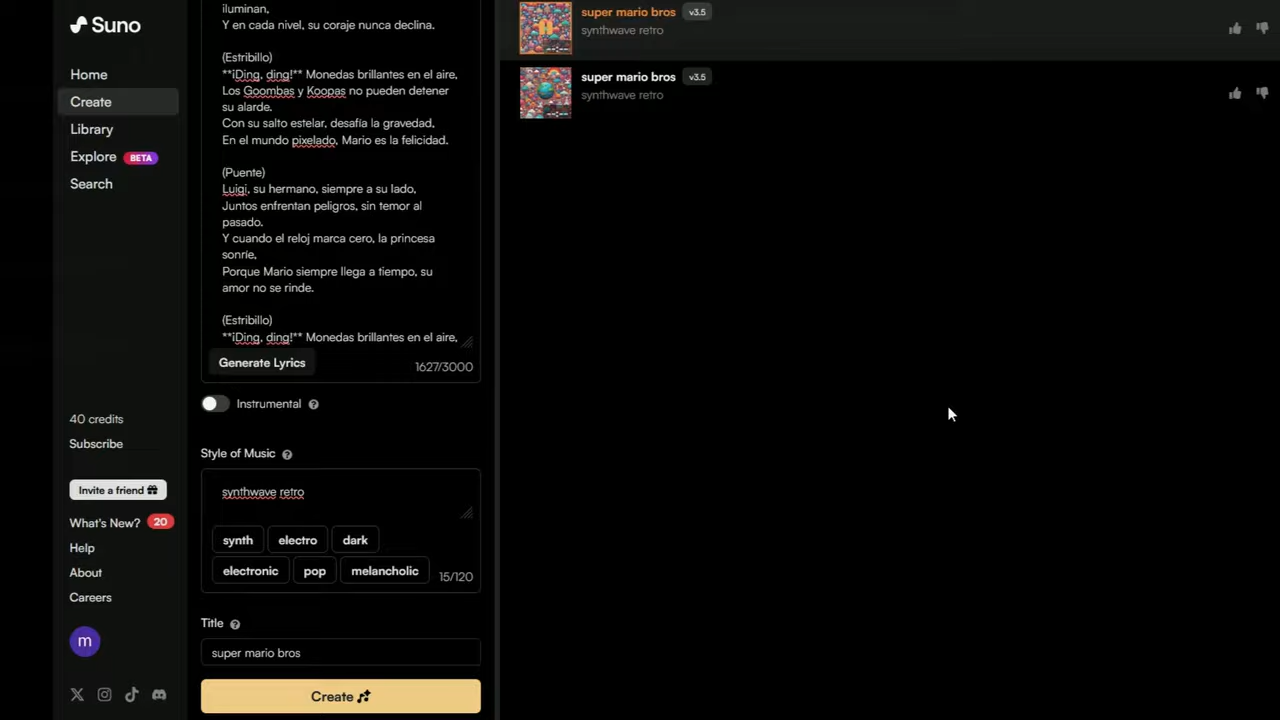 Suno
Home
Create
Library
Explore BETA
Search
40 credits
Subscribe
Invite a friend
What's New? 20
Help
About
Careers
m
iluminan,
Y en cada nivel, su coraje nunca declina.
(Estribillo)
**¡Ding, ding!** Monedas brillantes en el aire,
Los Goombas y Koopas no pueden detener
su alarde.
Con su salto estelar, desafía la gravedad,
En el mundo pixelado, Mario es la felicidad.
(Puente)
Luigi, su hermano, siempre a su lado,
Juntos enfrentan peligros, sin temor al
pasado.
Y cuando el reloj marca cero, la princesa
sonríe,
Porque Mario siempre llega a tiempo, su
amor no se rinde.
(Estribillo)
**¡Ding, ding!** Monedas brillantes en el aire,
Generate Lyrics
1627/3000
Instrumental
Style of Music
synthwave retro
synth electro dark
electronic pop melancholic
15/120
Title
super mario bros
Create
super mario bros v3.5
synthwave retro
super mario bros v3.5
synthwave retro